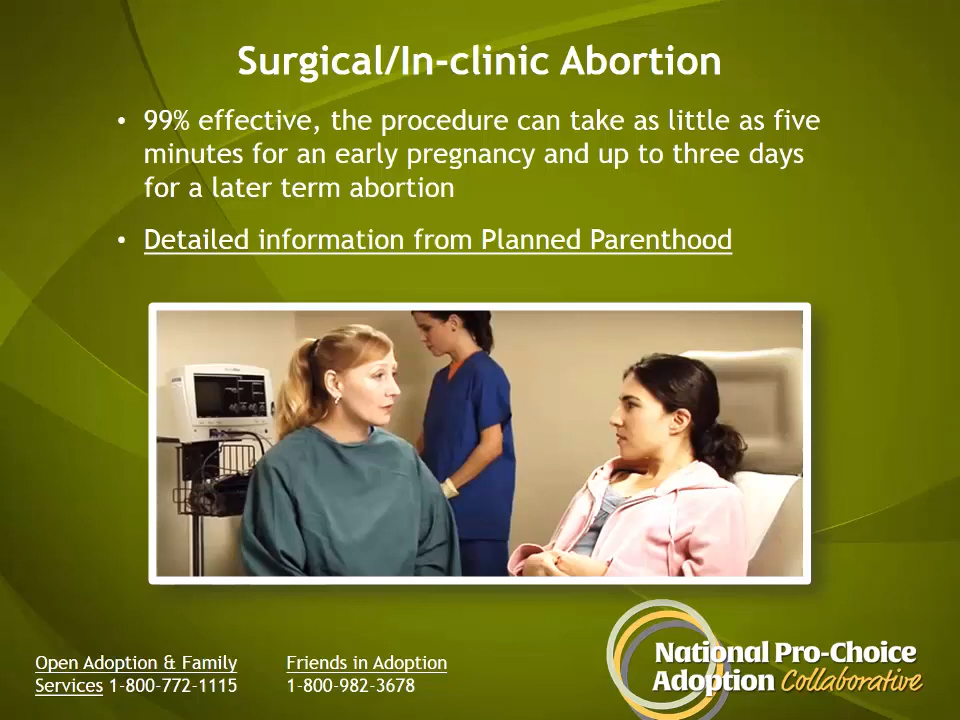 Surgical/In-clinic Abortion
• 99% effective, the procedure can take as little as five
minutes for an early pregnancy and up to three days
for a later term abortion
• Detailed information from Planned Parenthood
Open Adoption & Family
Services 1-800-772-1115
Friends in Adoption
1-800-982-3678
National Pro-Choice
Adoption Collaborative